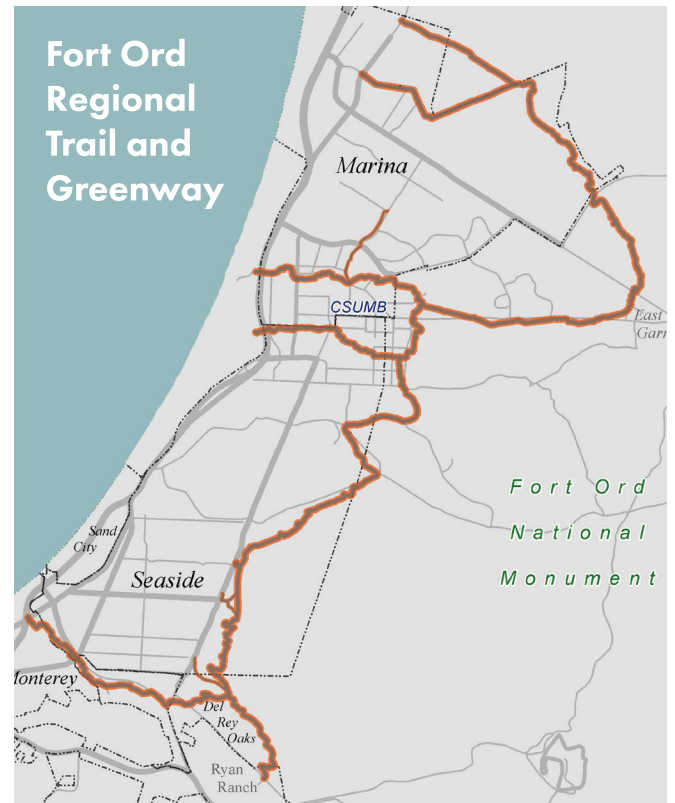 Fort Ord
Regional
Trail and
Greenway
Marina
CSUMB
East
Garr
Fort Ord
National
Monument
Sand
City
Seaside
Monterey
Del
Rey
Oaks
Ryan
Ranch